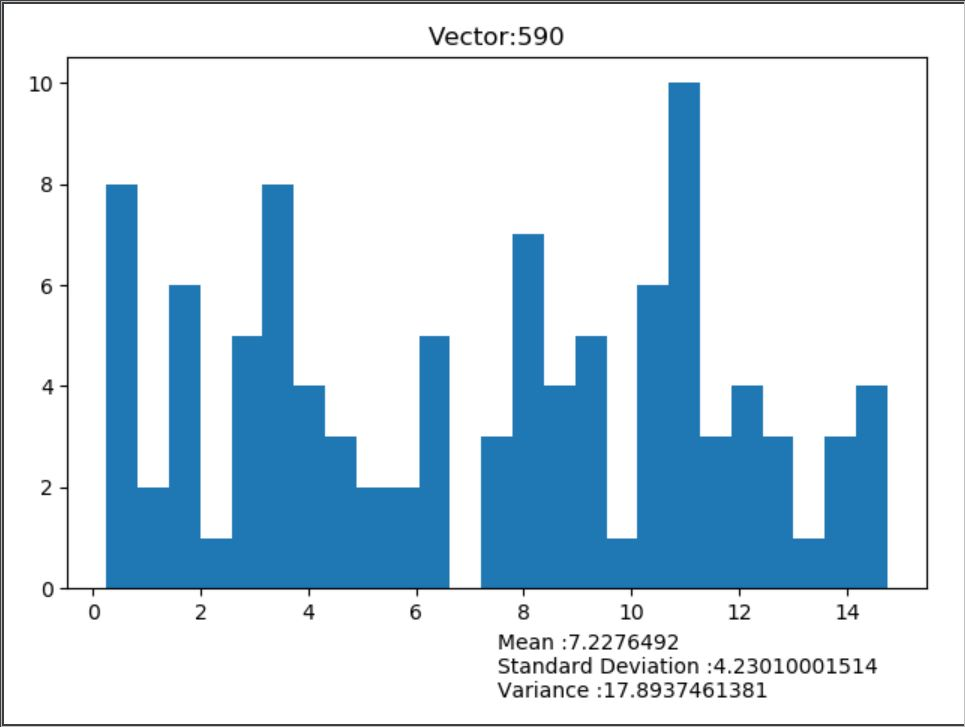 Vector:590
10
8
6
4
2
0
0 2 4 6 8 10 12 14
Mean :7.2276492
Standard Deviation :4.23010001514
Variance :17.8937461381